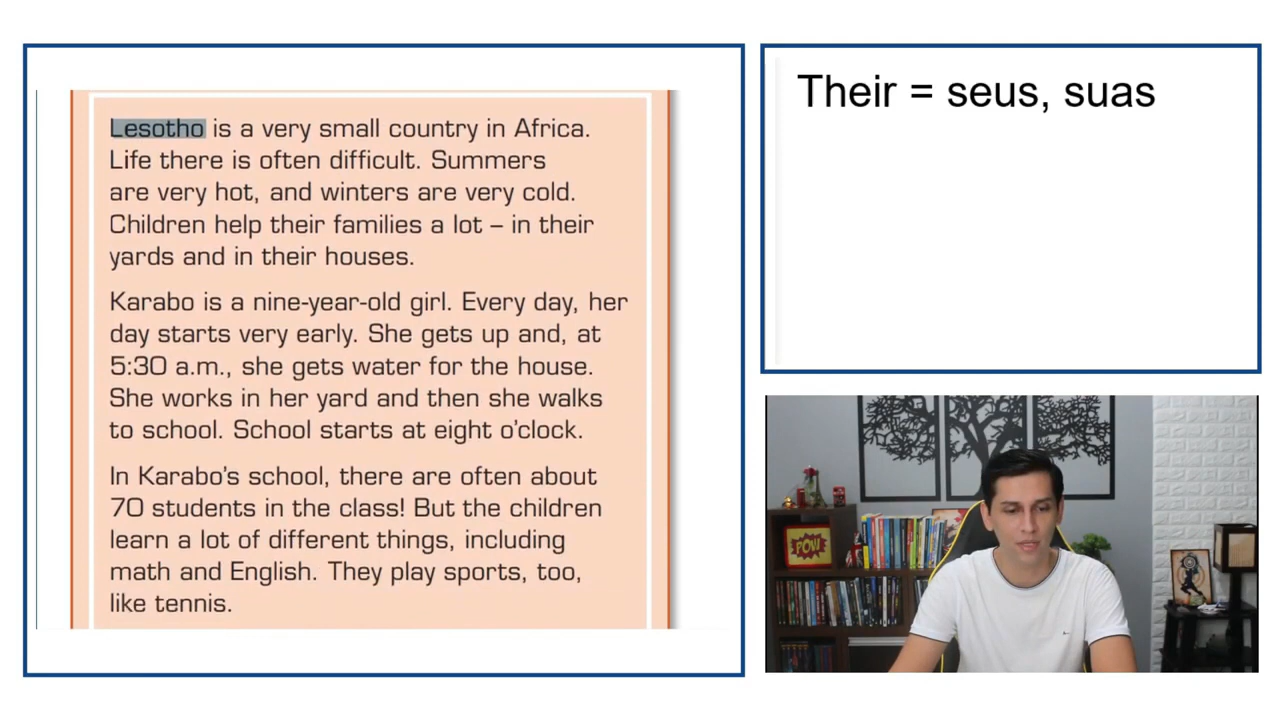 Lesotho is a very small country in Africa.
Life there is often difficult. Summers
are very hot, and winters are very cold.
Children help their families a lot – in their
yards and in their houses.
Karabo is a nine-year-old girl. Every day, her
day starts very early. She gets up and, at
5:30 a.m., she gets water for the house.
She works in her yard and then she walks
to school. School starts at eight o'clock.
In Karabo's school, there are often about
70 students in the class! But the children
learn a lot of different things, including
math and English. They play sports, too,
like tennis.
Their = seus, suas
POW!